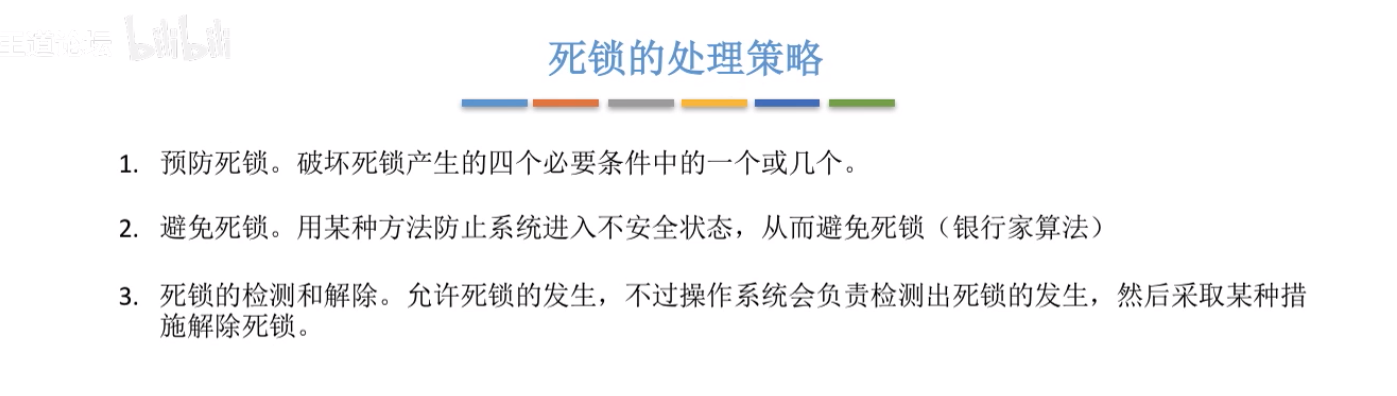 王道论坛 bilibili
死锁的处理策略
1. 预防死锁。破坏死锁产生的四个必要条件中的一个或几个。
2. 避免死锁。用某种方法防止系统进入不安全状态，从而避免死锁（银行家算法）
3. 死锁的检测和解除。允许死锁的发生，不过操作系统会负责检测出死锁的发生，然后采取某种措
施解除死锁。